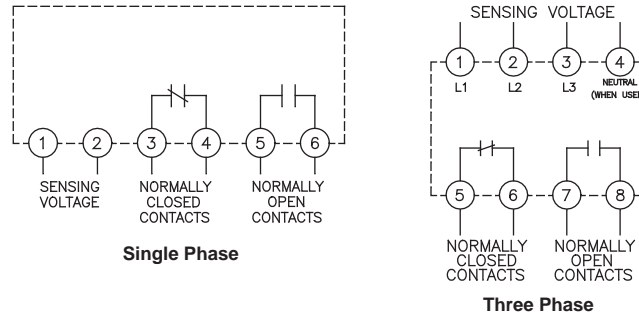 1 2 3 4 5 6
SENSING
VOLTAGE
NORMALLY
CLOSED
CONTACTS
NORMALLY
OPEN
CONTACTS
Single Phase
SENSING VOLTAGE
1 2 3 4
L1 L2 L3 NEUTRAL
(WHEN
5 6 7 8
NORMALLY
CLOSED
CONTACTS
NORMALLY
OPEN
CONTACTS
Three Phase